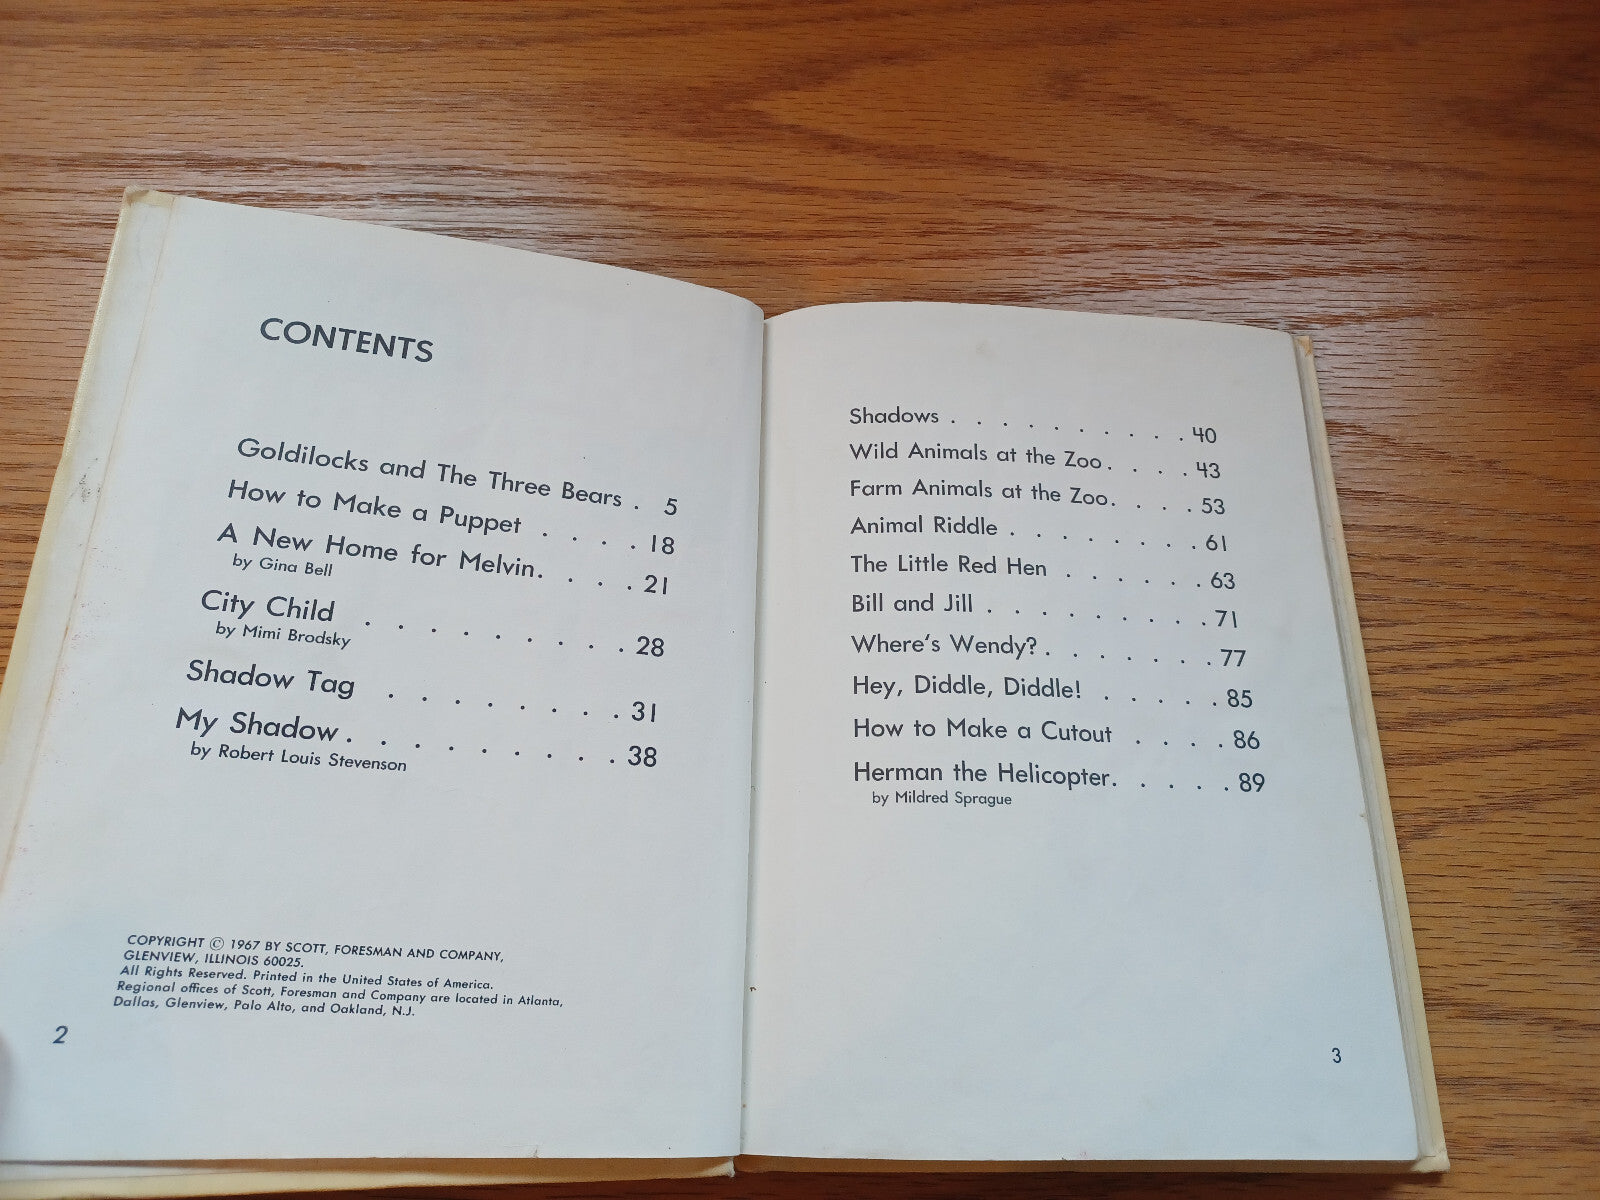 CONTENTS
Goldilocks and The Three Bears . 5
How to Make a Puppet . . . . 18
A New Home for Melvin. . . . 21
by Gina Bell
City Child . . . . . . . . . 28
by Mimi Brodsky
Shadow Tag . . . . . . . . 31
My Shadow . . . . . . . . . 38
by Robert Louis Stevenson
COPYRIGHT © 1967 BY SCOTT, FORESMAN AND COMPANY,
GLENVIEW, ILLINOIS 60025.
All Rights Reserved. Printed in the United States of America.
Regional offices of Scott, Foresman and Company are located in Atlanta,
Dallas, Glenview, Palo Alto, and Oakland, N.J.
2
Shadows . . . . . . . . . . 40
Wild Animals at the Zoo . . . . 43
Farm Animals at the Zoo . . . . 53
Animal Riddle . . . . . . . . 61
The Little Red Hen . . . . . . 63
Bill and Jill . . . . . . . . . 71
Where's Wendy? . . . . . . . 77
Hey, Diddle, Diddle! . . . . . 85
How to Make a Cutout . . . . 86
Herman the Helicopter. . . . . 89
by Mildred Sprague
3